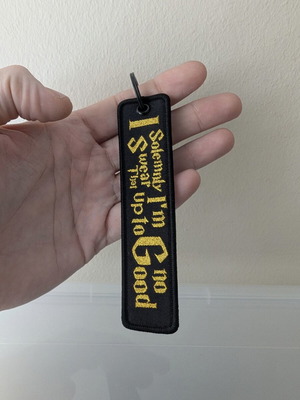 I Solemnly
Swear
That
I'm no
up to Good